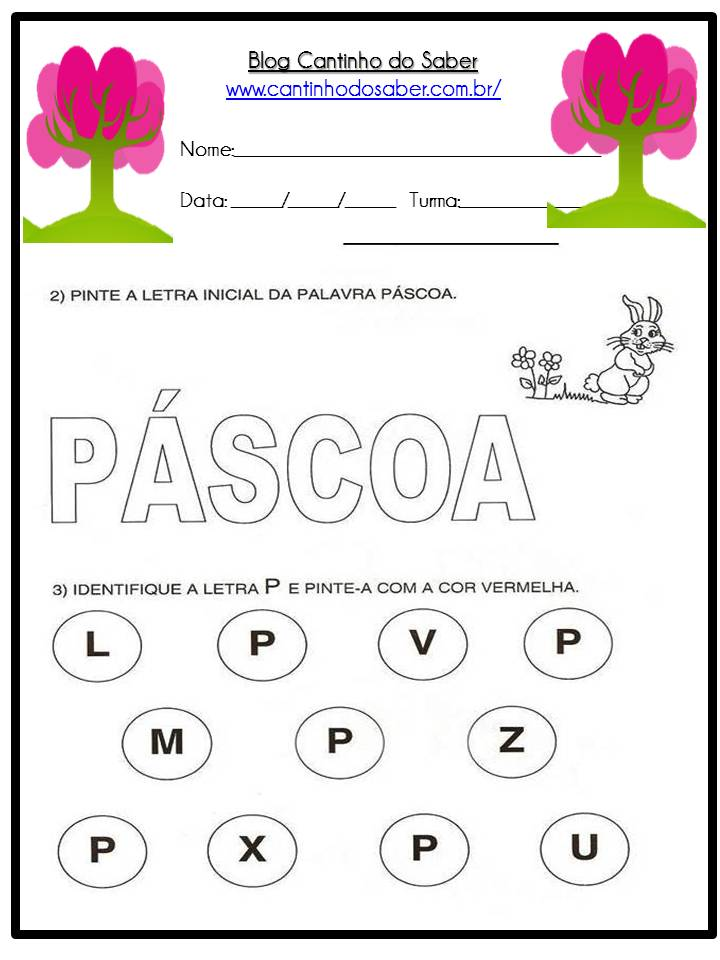 Blog Cantinho do Saber
www.cantinhodosaber.com.br/
Nome:
Data: / / Turma:
2) PINTE A LETRA INICIAL DA PALAVRA PÁSCOA.
PÁSCOA
3) IDENTIFIQUE A LETRA P E PINTE-A COM A COR VERMELHA.
L P V P
M P Z
P X P U